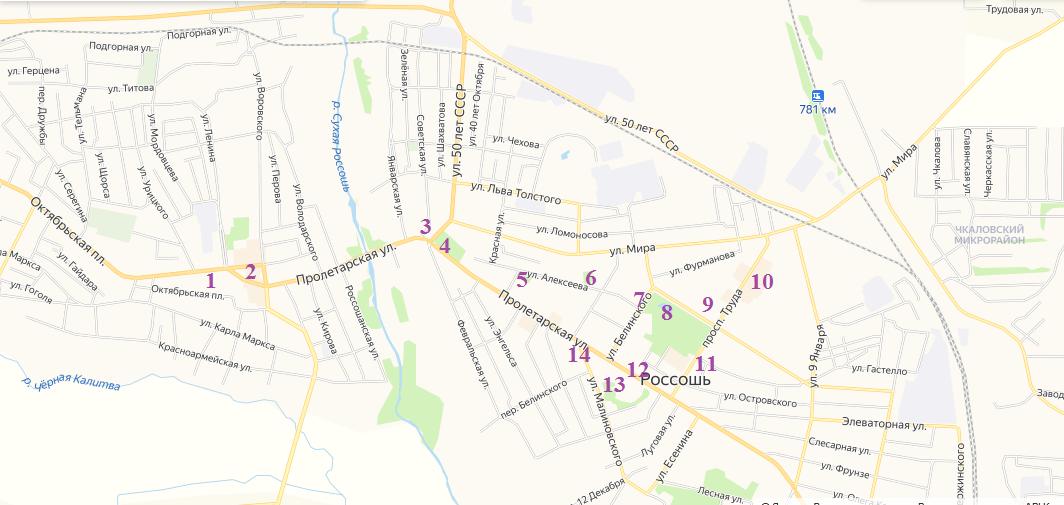 Трудовая ул.
Подгорная ул.
Подгорная ул.
ул. Герцена
ул. Титова
пер. Дружбы
ул. Тельмана
ул. Мордовцева
ул. Ленина
ул. Воровского
ул. Щорса
ул. Урицкого
ул. Серегина
ул. Перова
ул. Володарского
р. Сухая Россошь
Зелёная ул.
Советская ул.
ул. Шахматова
ул. 50 лет СССР
ул. 40 лет Октября
Январская ул.
ул. Чехова
ул. Льва Толстого
ул. 50 лет СССР
781 км
ул. Мира
ул. Чкалова
Славянская ул.
Черкасская ул.
ЧКАЛОВСКИЙ
МИКРОРАЙОН
Октябрьская пл.
ла Маркса
ул. Гайдара
ул. Гоголя
1
2
Октябрьская пл.
ул. Карла Маркса
Красноармейская ул.
ул. Кирова
Россошанская ул.
Пролетарская ул.
3
4
Красная ул.
ул. Ломоносова
ул. Мира
ул. Фурманова
5
ул. Алексеева
6
7
8
9
10
просп. Труда
Пролетарская ул.
ул. Белинского
р. Чёрная Калитва
Февральская ул.
ул. Энгельса
пер. Белинского
14
13
12
11
Россошь
ул. Малиновского
ул. 9 Января
ул. Гастелло
ул. Островского
Элеваторная ул.
Завод
Луговая ул.
ул. Есенина
Слесарная ул.
ул. Фрунзе
12 Декабря
Лесная ул.
ул. Олега К
ержинского